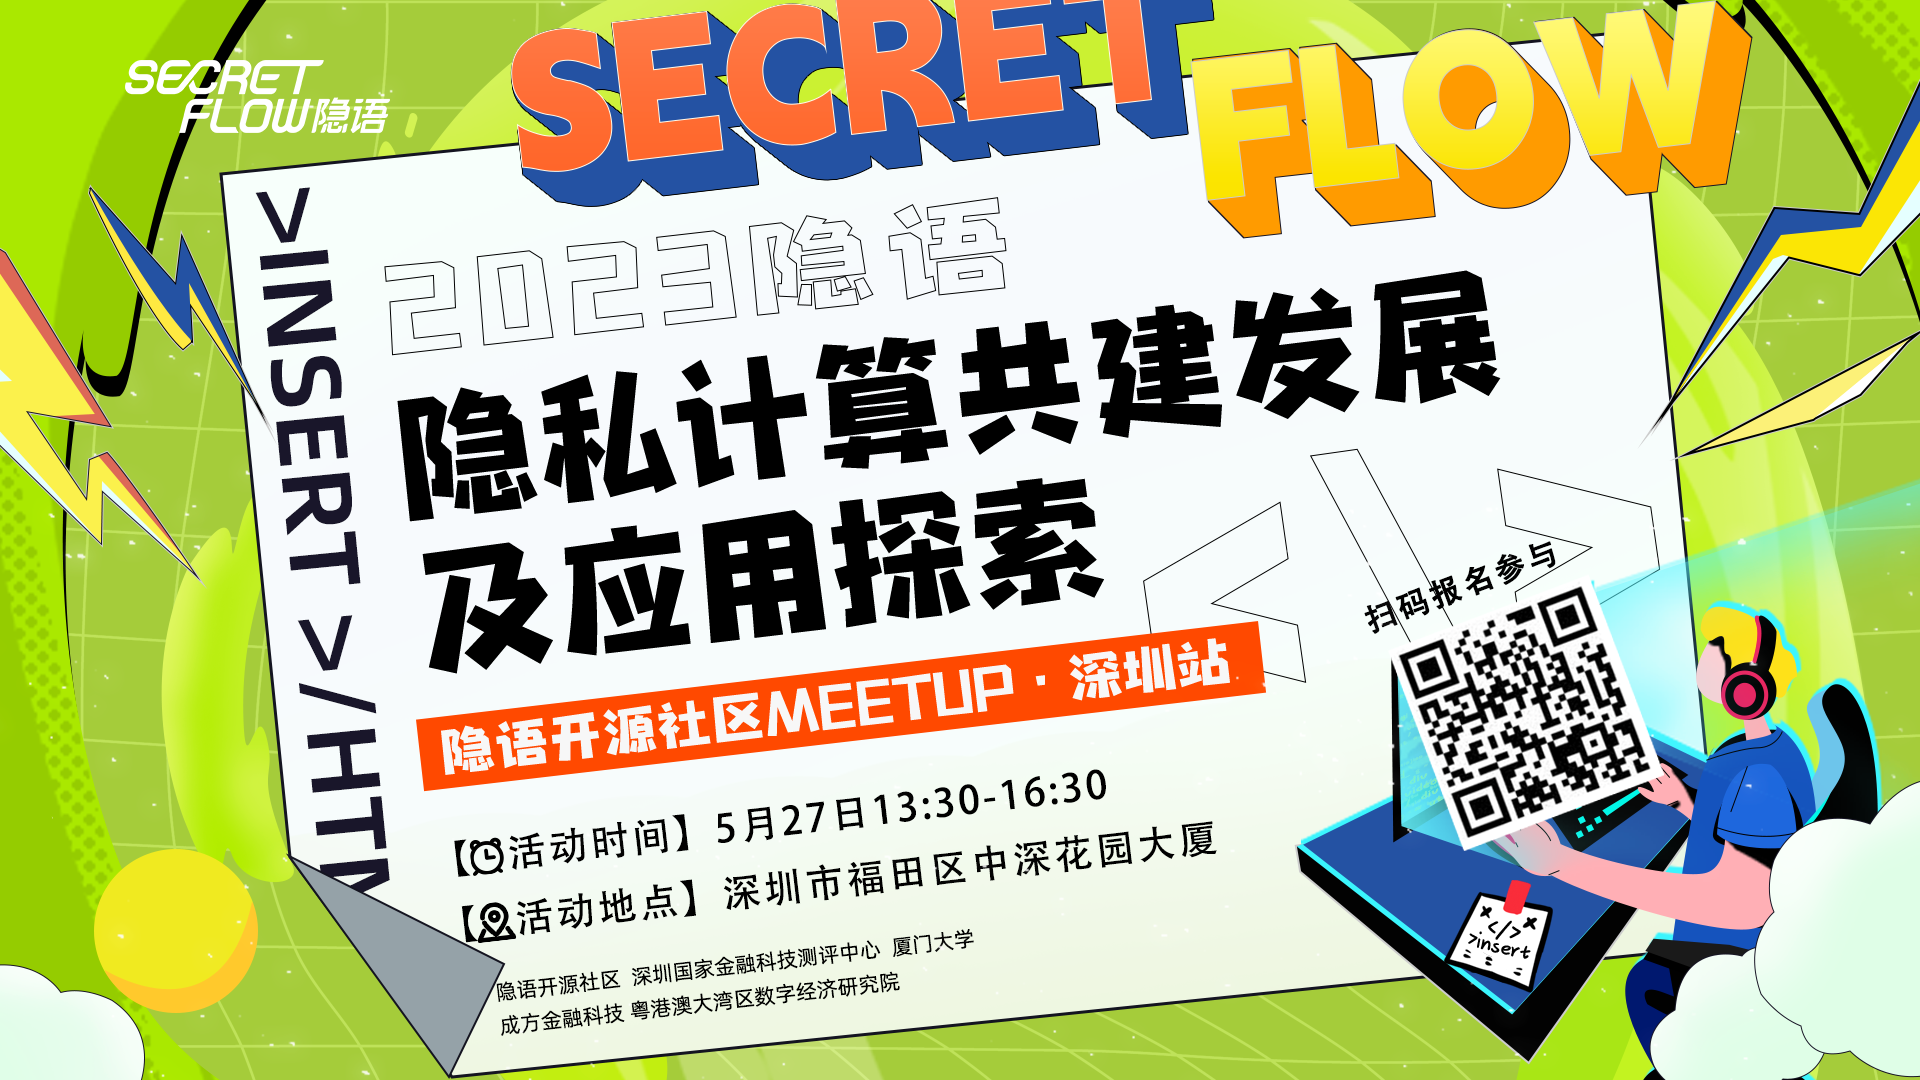 SECRET
FLOW隐语
SECRET
FLOW
>INSERT >/HTM
2023隐语
隐私计算共建发展
及应用探索
<\>
隐语开源社区MEETUP·深圳站
扫码报名参与
【活动时间】5月27日13:30-16:30
【活动地点】深圳市福田区中深花园大厦
隐语开源社区 深圳国家金融科技测评中心 厦门大学
成方金融科技 粤港澳大湾区数字经济研究院
</>
>insert